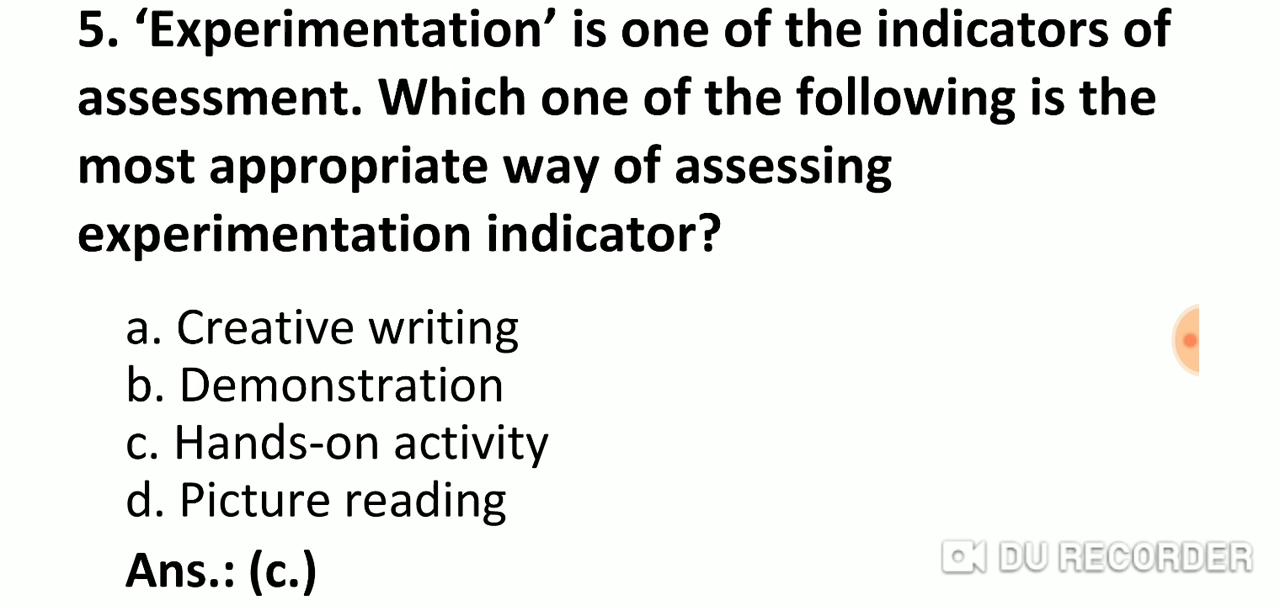 5. ‘Experimentation’ is one of the indicators of
assessment. Which one of the following is the
most appropriate way of assessing
experimentation indicator?
a. Creative writing
b. Demonstration
c. Hands-on activity
d. Picture reading
Ans.: (c.)
DU RECORDER